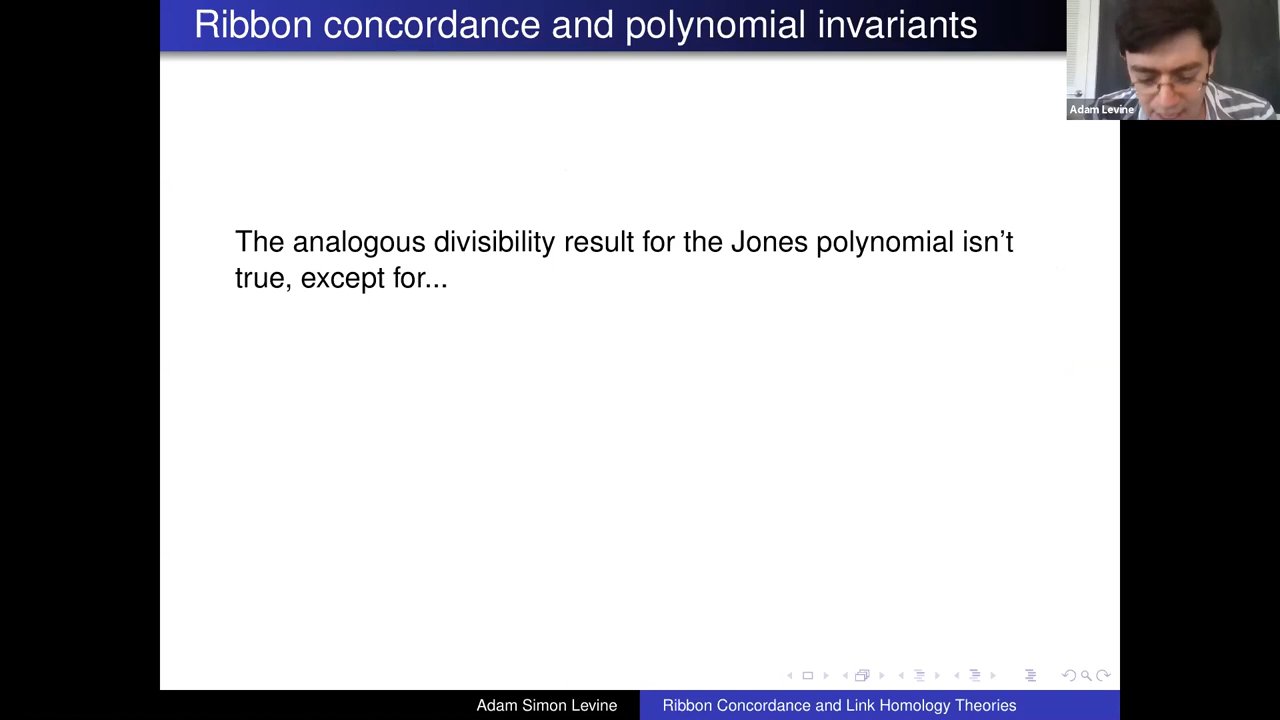 Ribbon concordance and polynomial invariants
Adam Levine
The analogous divisibility result for the Jones polynomial isn't
true, except for...
Adam Simon Levine
Ribbon Concordance and Link Homology Theories